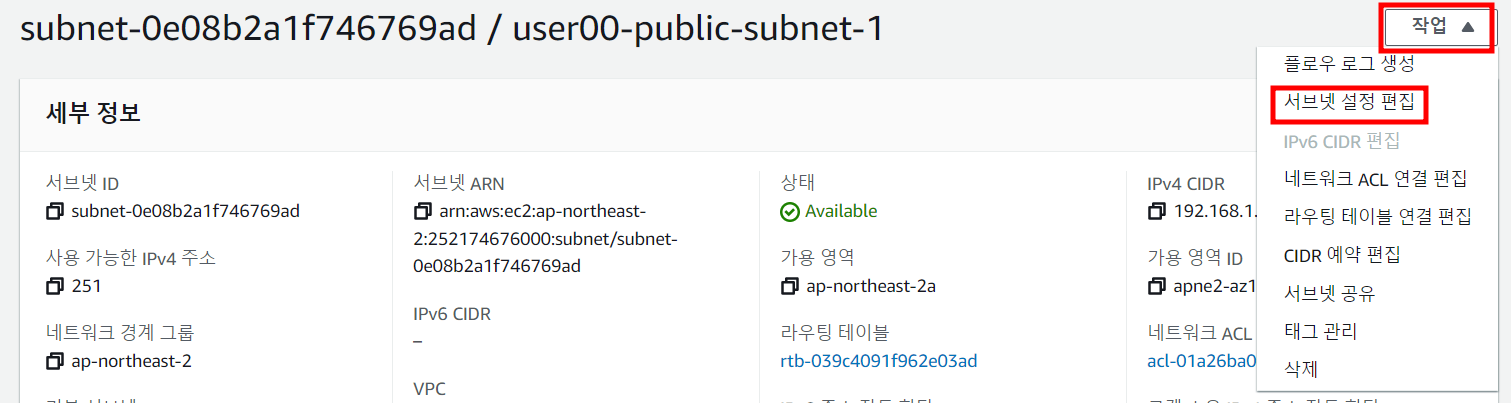 subnet-0e08b2a1f746769ad / user00-public-subnet-1
작업
플로우 로그 생성
서브넷 설정 편집
IPv6 CIDR 편집
네트워크 ACL 연결 편집
라우팅 테이블 연결 편집
CIDR 예약 편집
서브넷 공유
태그 관리
삭제
세부 정보
서브넷 ID
subnet-0e08b2a1f746769ad
사용 가능한 IPv4 주소
251
네트워크 경계 그룹
ap-northeast-2
서브넷 ARN
arn:aws:ec2:ap-northeast-
2:252174676000:subnet/subnet-
0e08b2a1f746769ad
IPv6 CIDR
–
VPC
상태
Available
가용 영역
ap-northeast-2a
라우팅 테이블
rtb-039c4091f962e03ad
IPv4 CIDR
192.168.1.
가용 영역 ID
apne2-az1
네트워크 ACL
acl-01a26ba0